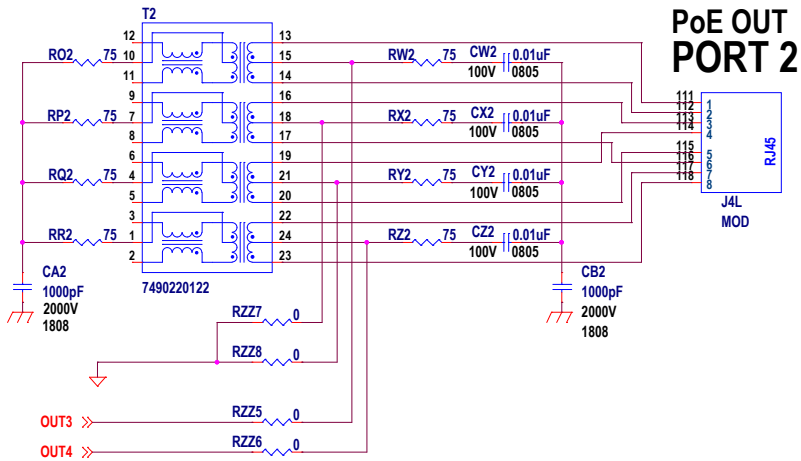 PoE OUT
PORT 2
T2
12
10
11
9
7
8
6
4
5
3
1
2
13
15
14
16
18
17
19
21
20
22
24
23
7490220122
RO2 75
RP2 75
RQ2 75
RR2 75
CA2
1000pF
2000V
1808
RW2 75 CW2 0.01uF
100V 0805
RX2 75 CX2 0.01uF
100V 0805
RY2 75 CY2 0.01uF
100V 0805
RZ2 75 CZ2 0.01uF
100V 0805
CB2
1000pF
2000V
1808
111 1
112 2
113 3
114 4
115 5
116 6
117 7
118 8
RJ45
J4L
MOD
RZZ7 0
RZZ8 0
OUT3 RZZ5 0
OUT4 RZZ6 0